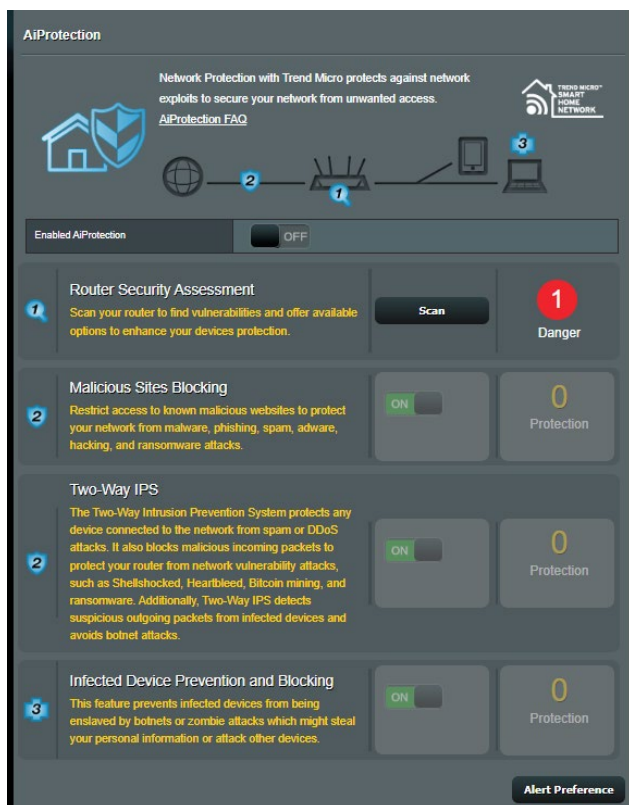 AiProtection
Network Protection with Trend Micro protects against network
exploits to secure your network from unwanted access.
AiProtection FAQ
TREND MICRO™
SMART
HOME
NETWORK
3
2
1
Enabled AiProtection
OFF
1
Router Security Assessment
Scan your router to find vulnerabilities and offer available
options to enhance your devices protection.
Scan
1
Danger
2
Malicious Sites Blocking
Restrict access to known malicious websites to protect
your network from malware, phishing, spam, adware,
hacking, and ransomware attacks.
ON
0
Protection
2
Two-Way IPS
The Two-Way Intrusion Prevention System protects any
device connected to the network from spam or DDoS
attacks. It also blocks malicious incoming packets to
protect your router from network vulnerability attacks,
such as Shellshocked, Heartbleed, Bitcoin mining, and
ransomware. Additionally, Two-Way IPS detects
suspicious outgoing packets from infected devices and
avoids botnet attacks.
ON
0
Protection
3
Infected Device Prevention and Blocking
This feature prevents infected devices from being
enslaved by botnets or zombie attacks which might steal
your personal information or attack other devices.
ON
0
Protection
Alert Preference